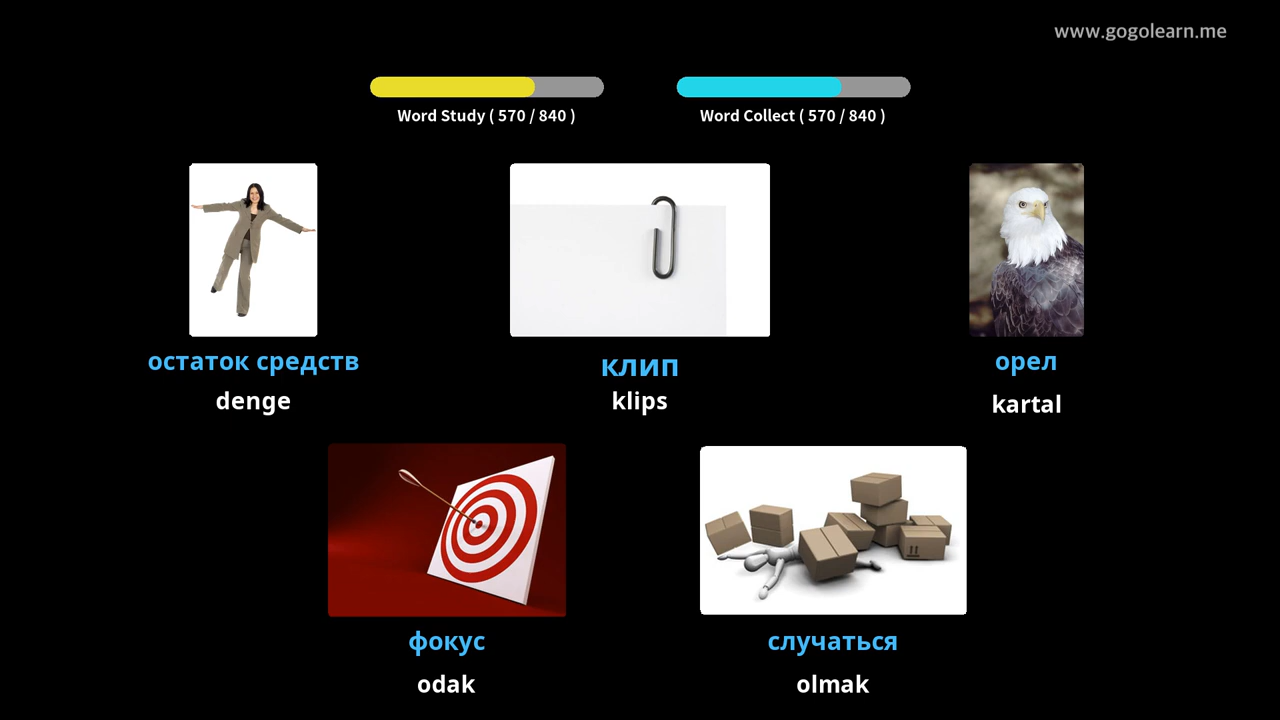 www.gogolearn.me
Word Study ( 570 / 840 )
Word Collect ( 570 / 840 )
остаток средств
denge
клип
klips
орел
kartal
фокус
odak
случаться
olmak